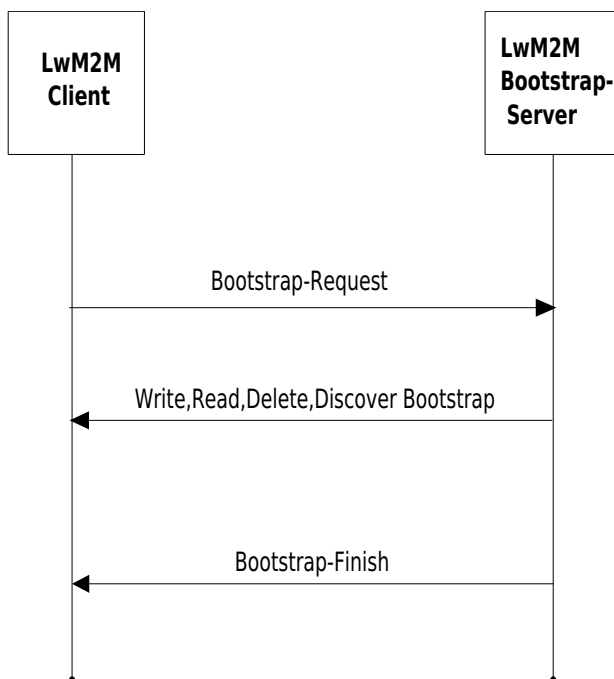 LwM2M
Client
LwM2M
Bootstrap-
Server
Bootstrap-Request
Write,Read,Delete,Discover Bootstrap
Bootstrap-Finish